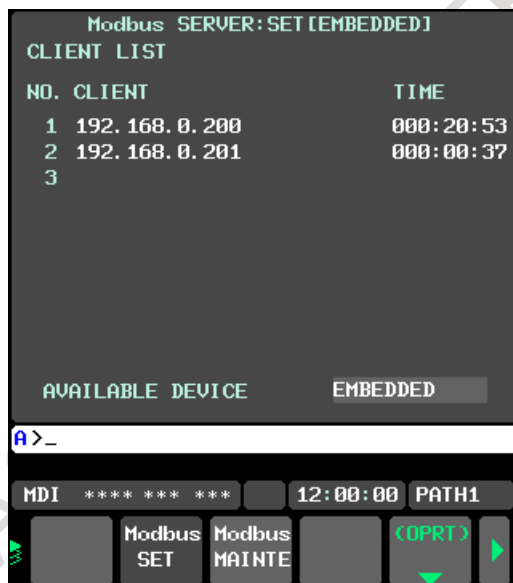 Modbus SERVER:SET[EMBEDDED]
CLIENT LIST
NO. CLIENT TIME
1 192.168.0.200 000:20:53
2 192.168.0.201 000:00:37
3
AVAILABLE DEVICE EMBEDDED
A>_
MDI **** *** *** 12:00:00 PATH1
Modbus SET Modbus MAINTE (OPRT)